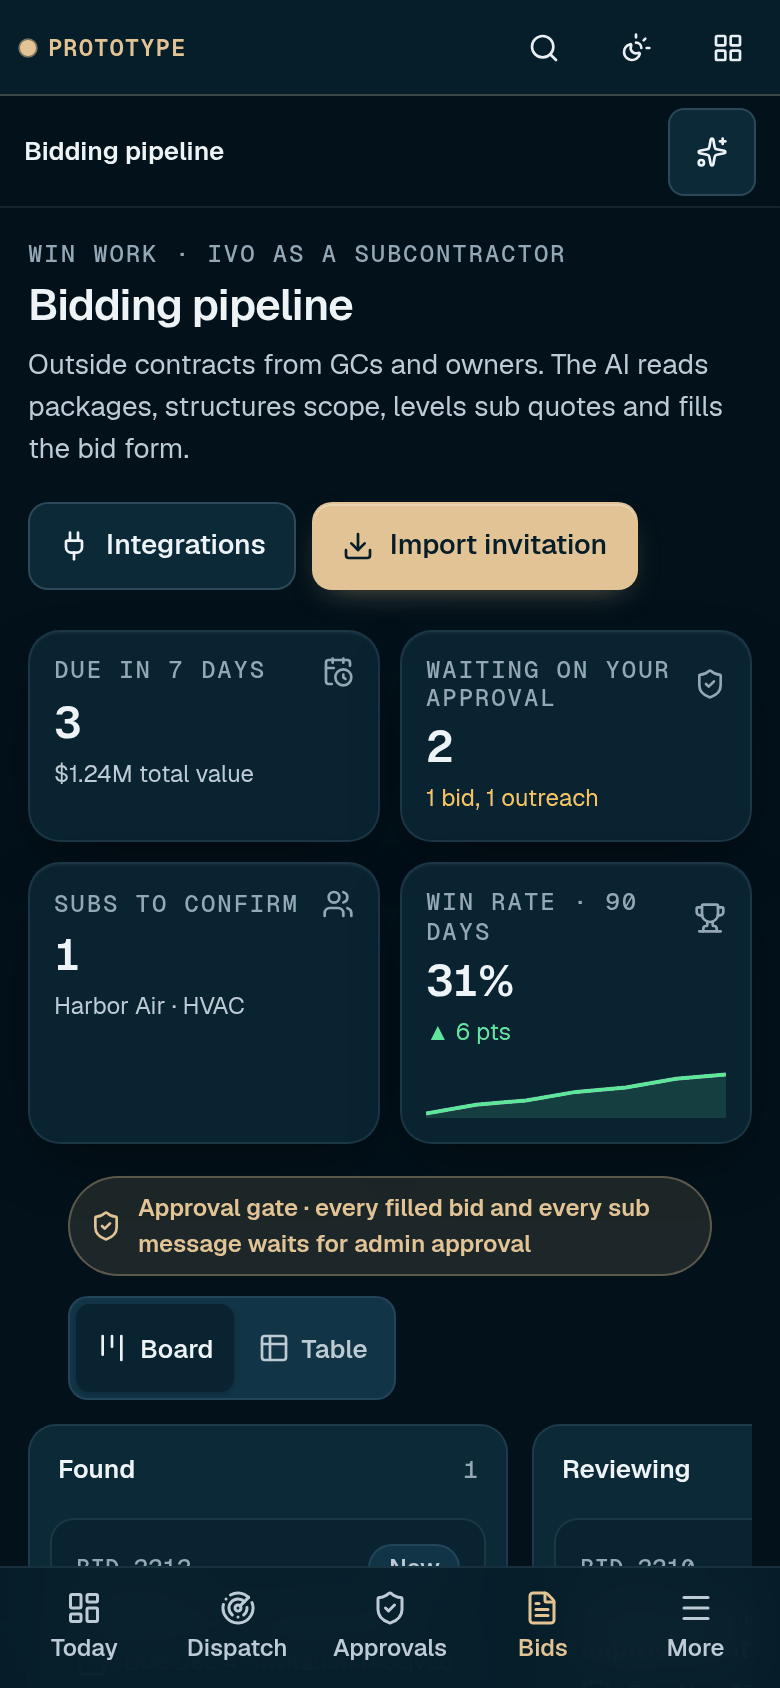 PROTOTYPE
Bidding pipeline
WIN WORK · IVO AS A SUBCONTRACTOR
Bidding pipeline
Outside contracts from GCs and owners. The AI reads
packages, structures scope, levels sub quotes and fills
the bid form.
Integrations
Import invitation
DUE IN 7 DAYS
3
$1.24M total value
WAITING ON YOUR
APPROVAL
2
1 bid, 1 outreach
SUBS TO CONFIRM
1
Harbor Air · HVAC
WIN RATE · 90
DAYS
31%
▲ 6 pts
Approval gate · every filled bid and every sub
message waits for admin approval
Board
Table
Found
1
Reviewing
Today
Dispatch
Approvals
Bids
More